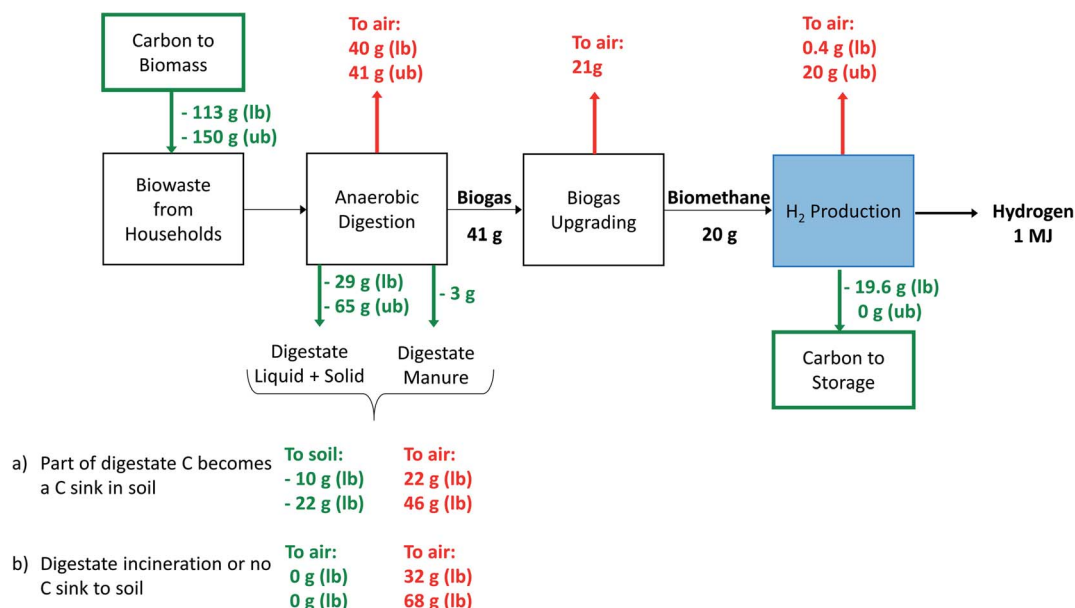 Carbon to
Biomass
To air:
40 g (lb)
41 g (ub)
To air:
21g
To air:
0.4 g (lb)
20 g (ub)
- 113 g (lb)
- 150 g (ub)
Biowaste
from
Households
Anaerobic
Digestion
Biogas
41 g
Biogas
Upgrading
Biomethane
20 g
H₂ Production
Hydrogen
1 MJ
- 29 g (lb)
- 65 g (ub)
- 3 g
- 19.6 g (lb)
0 g (ub)
Digestate
Liquid + Solid
Digestate
Manure
Carbon to
Storage
a) Part of digestate C becomes
a C sink in soil
To soil:
- 10 g (lb)
- 22 g (lb)
To air:
22 g (lb)
46 g (lb)
b) Digestate incineration or no
C sink to soil
To air:
0 g (lb)
0 g (lb)
To air:
32 g (lb)
68 g (lb)